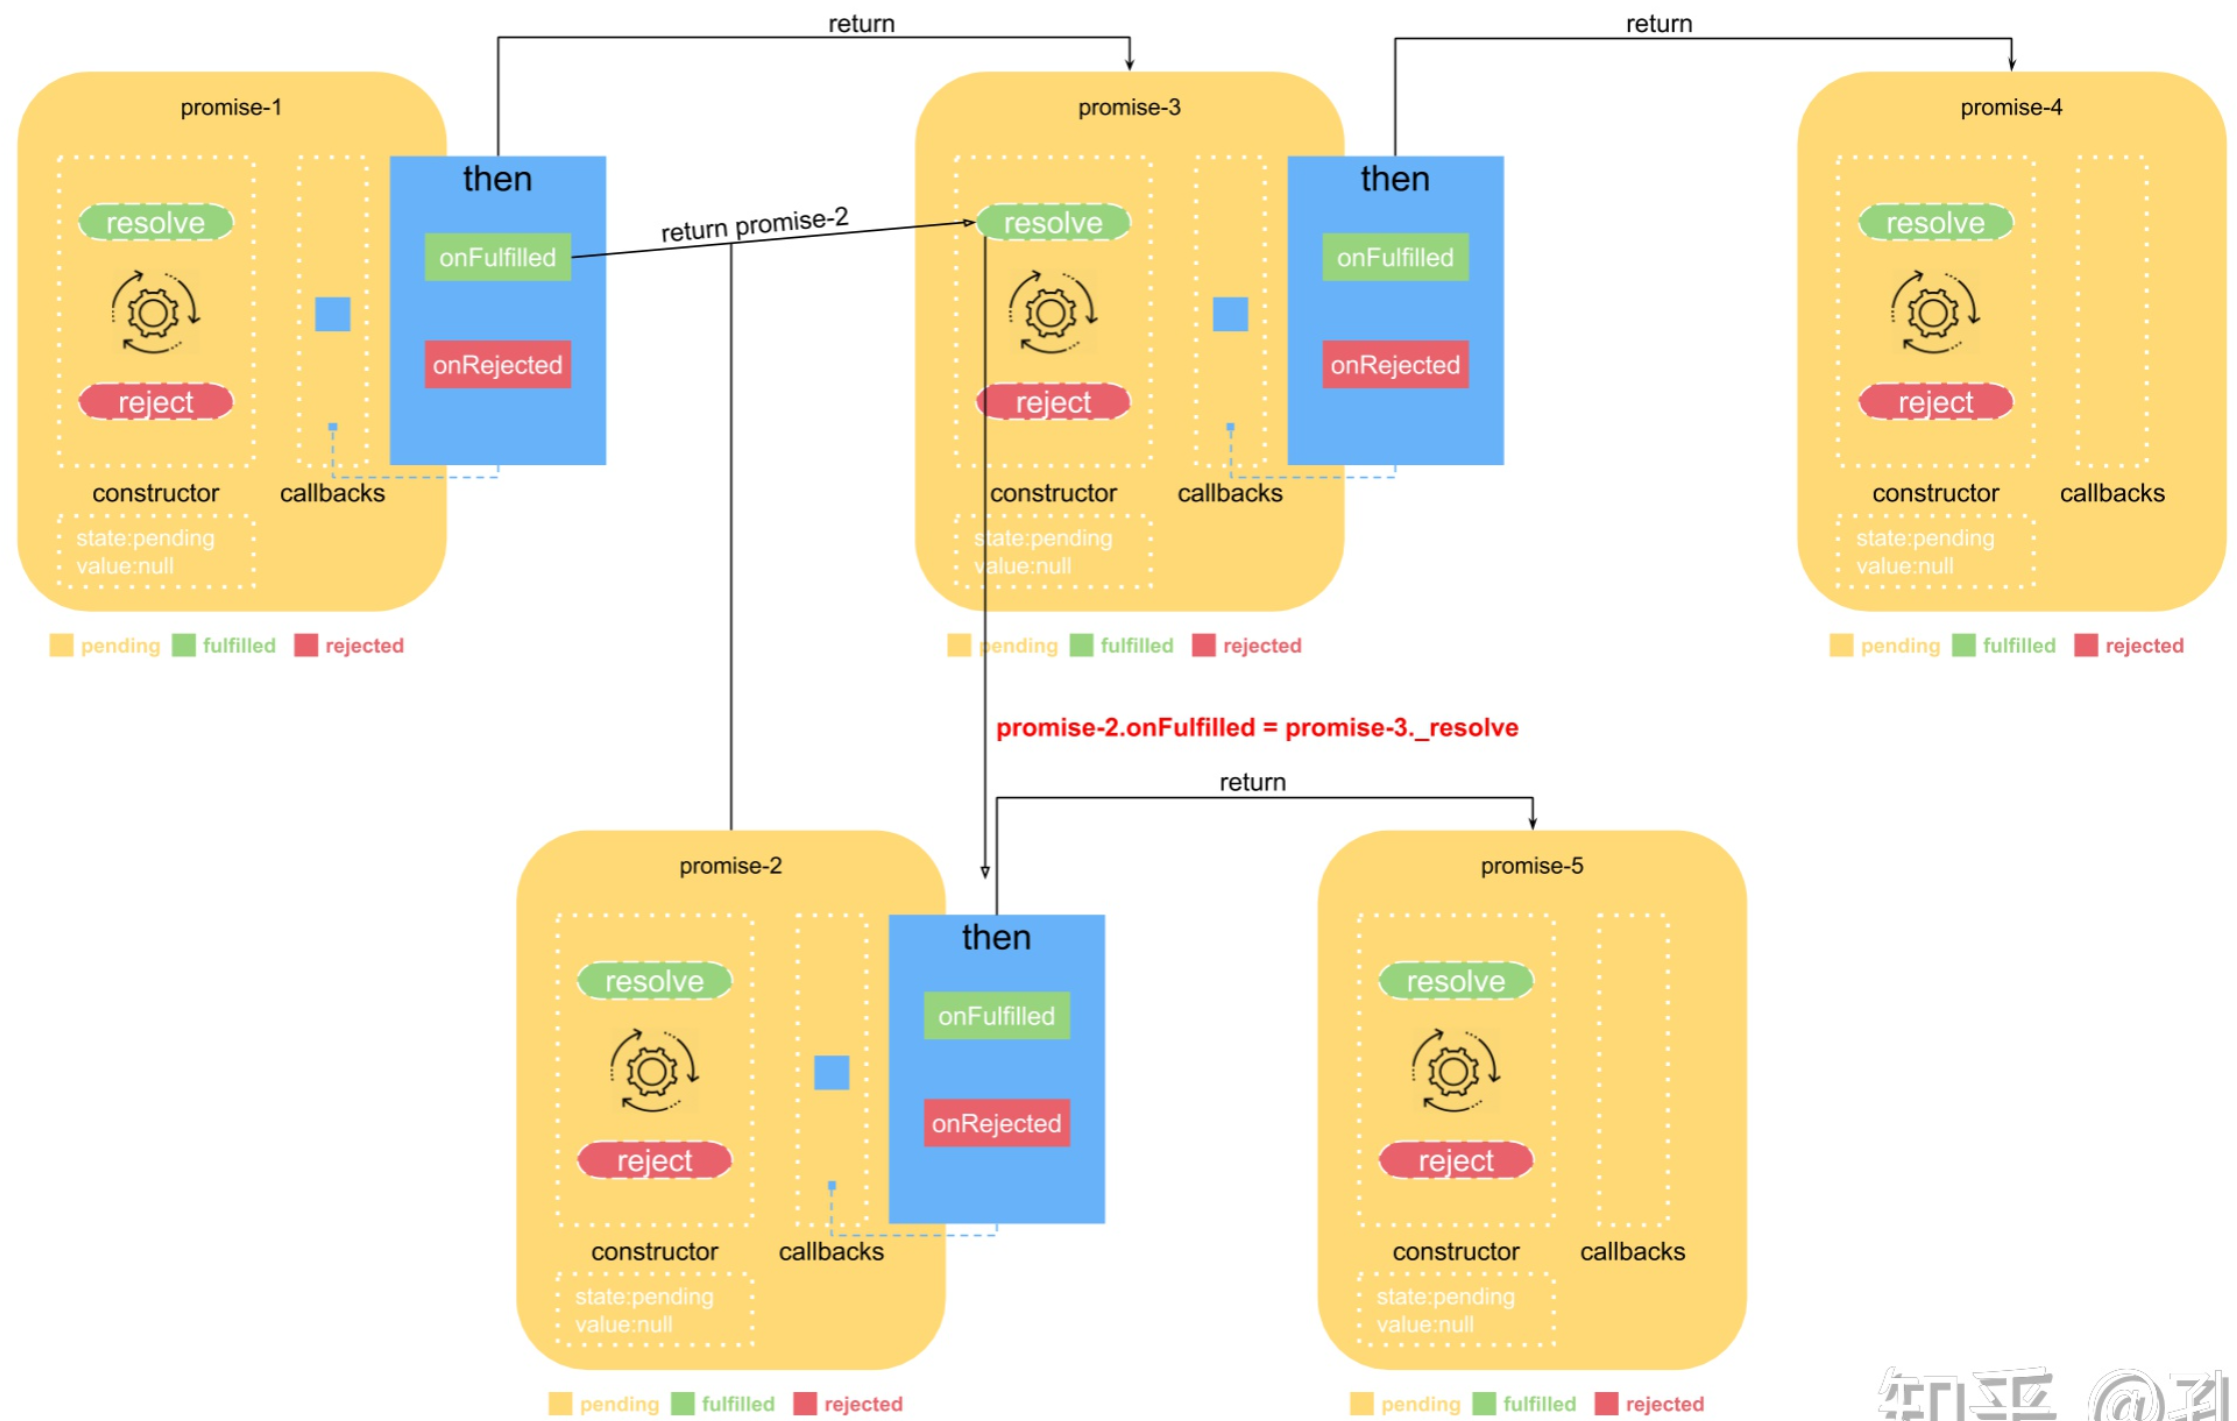 return
return
promise-1
resolve
reject
constructor
callbacks
state:pending
value:null
then
onFulfilled
onRejected
pending
fulfilled
rejected
return promise-2
promise-3
resolve
reject
constructor
callbacks
state:pending
value:null
then
onFulfilled
onRejected
pending
fulfilled
rejected
promise-4
resolve
reject
constructor
callbacks
state:pending
value:null
pending
fulfilled
rejected
promise-2.onFulfilled = promise-3._resolve
return
promise-2
resolve
reject
constructor
callbacks
state:pending
value:null
then
onFulfilled
onRejected
pending
fulfilled
rejected
promise-5
resolve
reject
constructor
callbacks
state:pending
value:null
pending
fulfilled
rejected
知乎 @